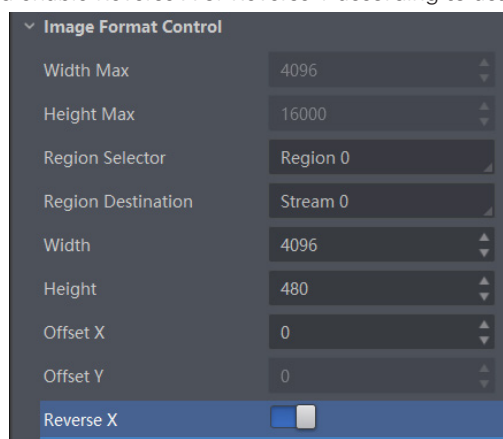 Image Format Control
Width Max 4096
Height Max 16000
Region Selector Region 0
Region Destination Stream 0
Width 4096
Height 480
Offset X 0
Offset Y 0
Reverse X